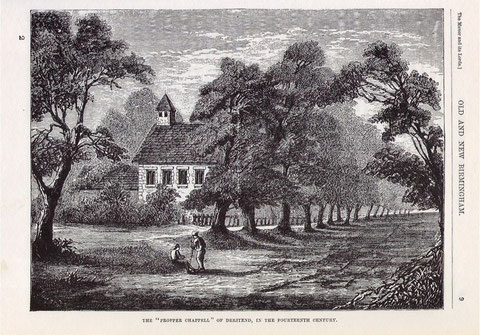 The Manor and its Lords.]
OLD AND NEW BIRMINGHAM.
9
2
THE "PROPPER CHAPPELL" OF DERITEND, IN THE FOURTEENTH CENTURY.